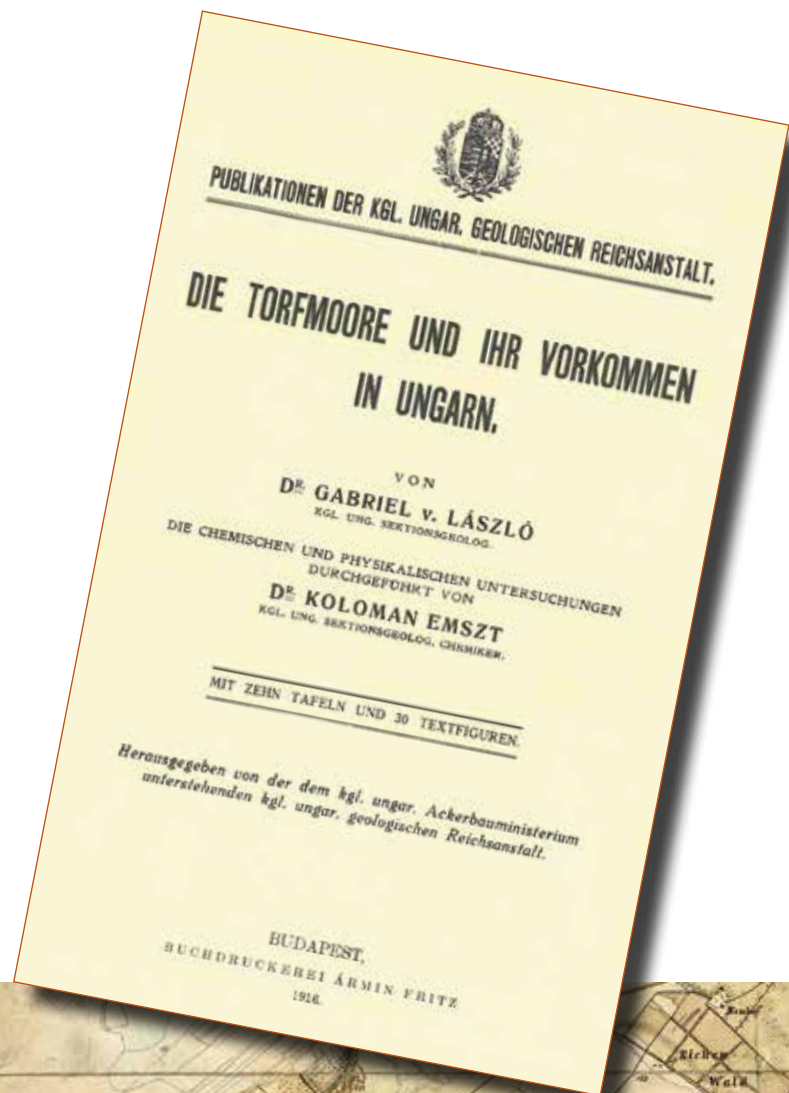 PUBLIKATIONEN DER KGL. UNGAR. GEOLOGISCHEN REICHSANSTALT.
DIE TORFMOORE UND IHR VORKOMMEN
IN UNGARN.
VON
DR. GABRIEL v. LÁSZLÓ
KGL. UNG. SEKTIONSGEOLOG.
DIE CHEMISCHEN UND PHYSIKALISCHEN UNTERSUCHUNGEN
DURCHGEFÜHRT VON
DR. KOLOMAN EMSZT
KGL. UNG. SEKTIONSGEOLOG, CHEMIKER.
MIT ZEHN TAFELN UND 30 TEXTFIGUREN.
Herausgegeben von der dem kgl. ungar. Ackerbauministerium
unterstehenden kgl. ungar. geologischen Reichsanstalt.
BUDAPEST,
BUCHDRUCKEREI ÁRMIN FRITZ
1916.
Eichen
Wald